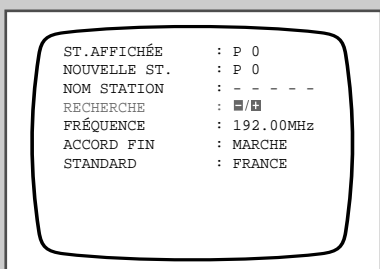 ST.AFFICHÉE : P 0
NOUVELLE ST. : P 0
NOM STATION : - - - - -
RECHERCHE : -/+
FRÉQUENCE : 192.00MHz
ACCORD FIN : MARCHE
STANDARD : FRANCE